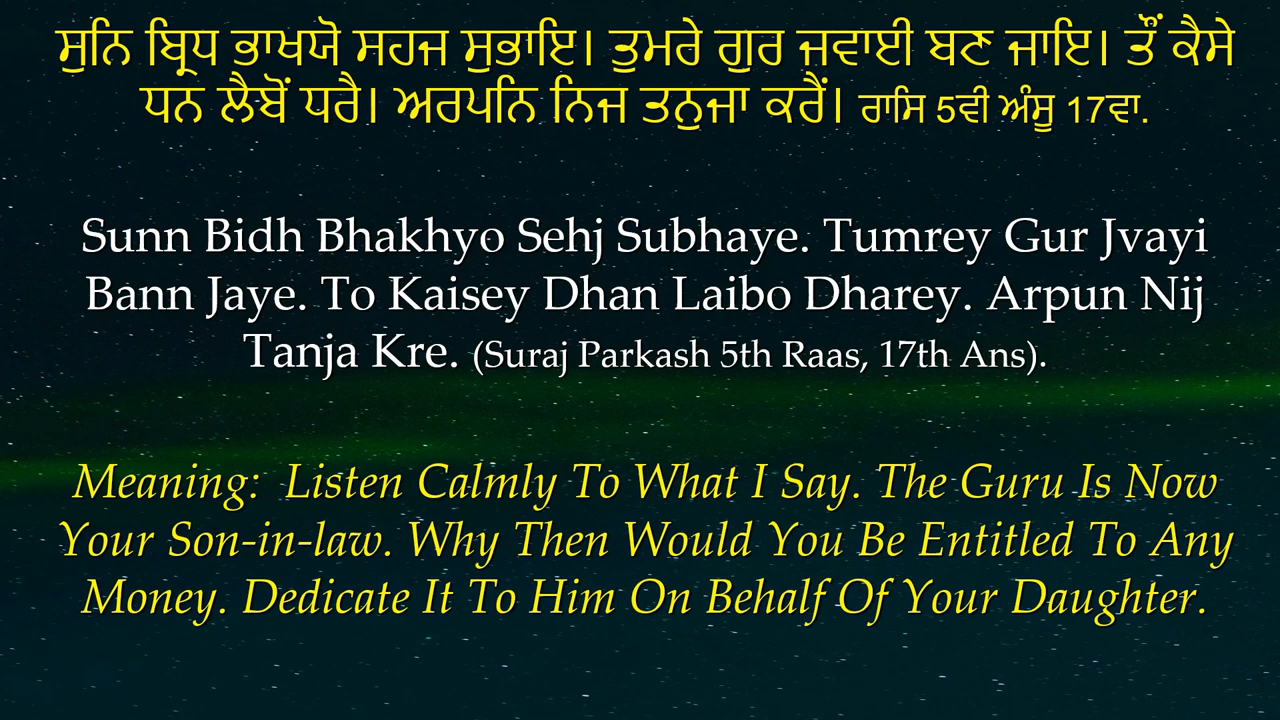 ਸੁਨਿ ਬ੍ਰਿਧ ਭਾਖਯੋ ਸਹਜ ਸੁਭਾਇ। ਤੁਮਰੇ ਗੁਰ ਜਵਾਈ ਬਣ ਜਾਇ। ਤੌਂ ਕੈਸੇ
ਧਨ ਲੈਬੋਂ ਧਰੈ। ਅਰਪਨਿ ਨਿਜ ਤਨੁਜਾ ਕਰੈਂ। ਰਾਸਿ 5ਵੀ ਅੰਸੂ 17ਵਾ.
Sunn Bidh Bhakhyo Sehj Subhaye. Tumrey Gur Jvayi
Bann Jaye. To Kaisey Dhan Laibo Dharey. Arpun Nij
Tanja Kre. (Suraj Parkash 5th Raas, 17th Ans).
Meaning: Listen Calmly To What I Say. The Guru Is Now
Your Son-in-law. Why Then Would You Be Entitled To Any
Money. Dedicate It To Him On Behalf Of Your Daughter.